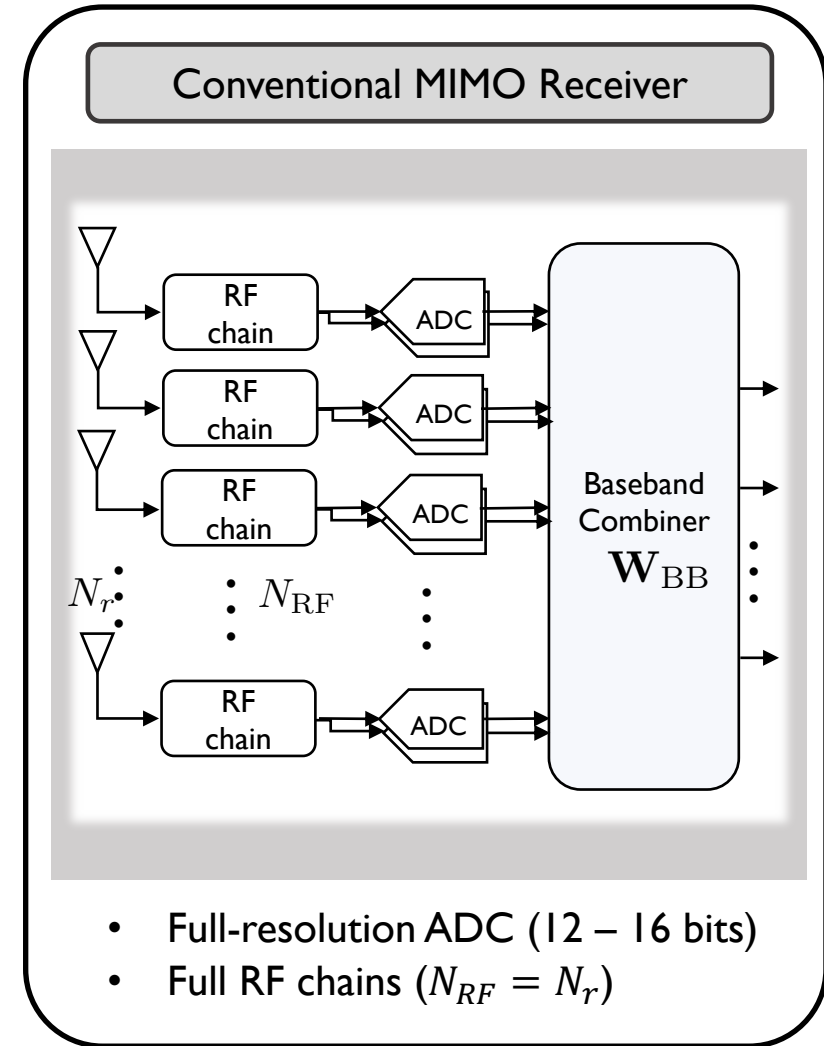 Conventional MIMO Receiver
RF
chain
ADC
RF
chain
ADC
RF
chain
ADC
Baseband
Combiner
W_BB
N_r
N_RF
RF
chain
ADC
• Full-resolution ADC (12 – 16 bits)
• Full RF chains (N_RF = N_r)